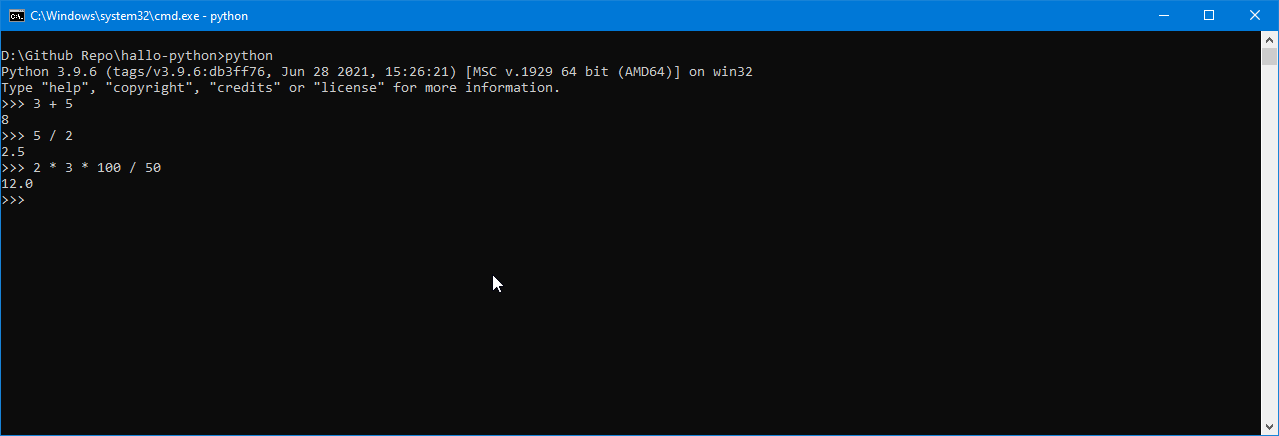 C:\Windows\system32\cmd.exe - python
D:\Github Repo\hallo-python>python
Python 3.9.6 (tags/v3.9.6:db3ff76, Jun 28 2021, 15:26:21) [MSC v.1929 64 bit (AMD64)] on win32
Type "help", "copyright", "credits" or "license" for more information.
>>> 3 + 5
8
>>> 5 / 2
2.5
>>> 2 * 3 * 100 / 50
12.0
>>>